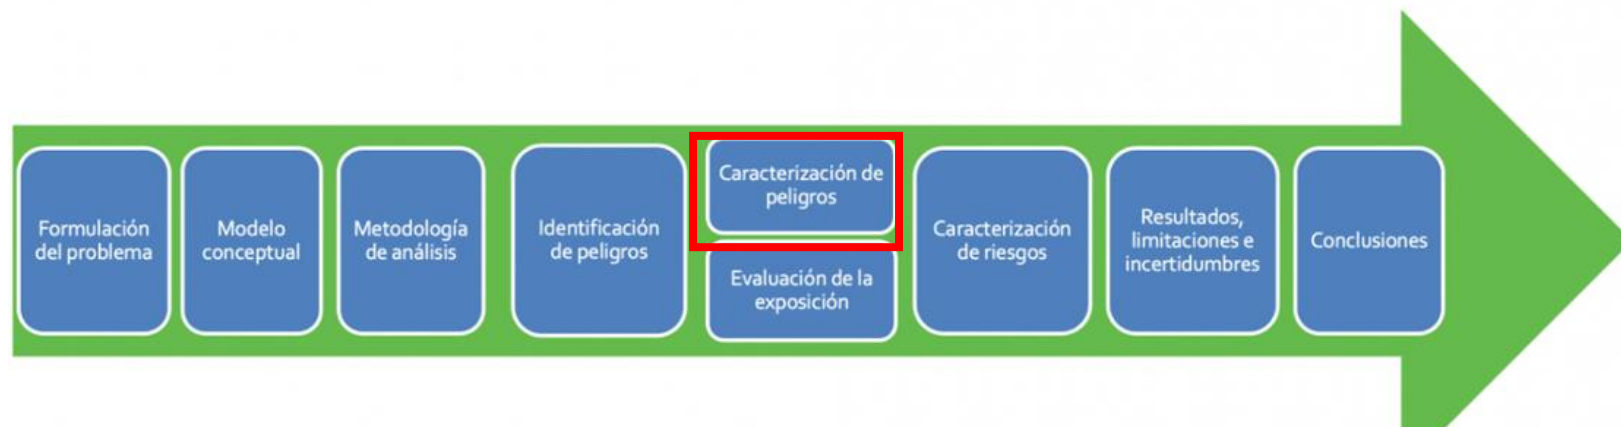 Formulación
del problema
Modelo
conceptual
Metodología
de análisis
Identificación
de peligros
Caracterización de
peligros
Evaluación de la
exposición
Caracterización
de riesgos
Resultados,
limitaciones e
incertidumbres
Conclusiones